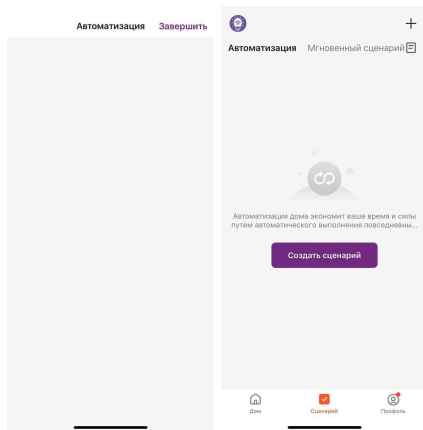 Автоматизация Завершить
Автоматизация Мгновенный сценарий
Автоматизация дома экономит ваше время и силы
путем автоматического выполнения повседневны...
Создать сценарий
Дом Сценарий Профиль